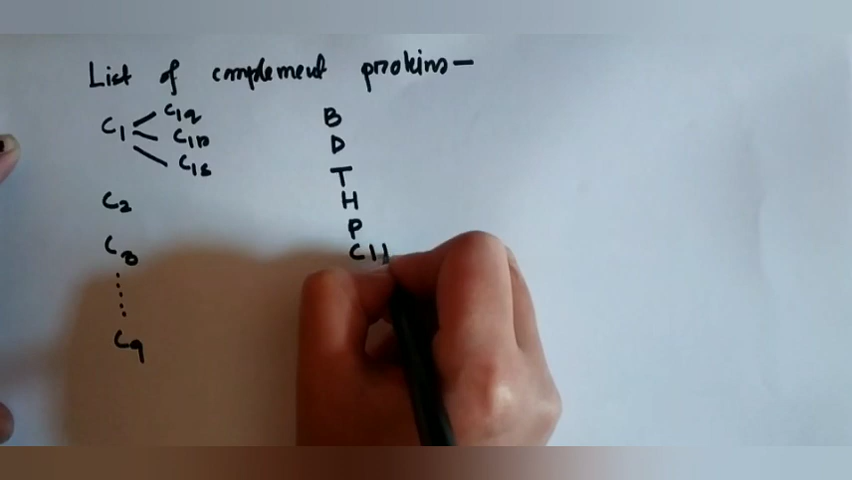 List of complement proteins—
C1 C1q
C1r
C1s
C2
C3
C9
B
D
I
H
P
C1I